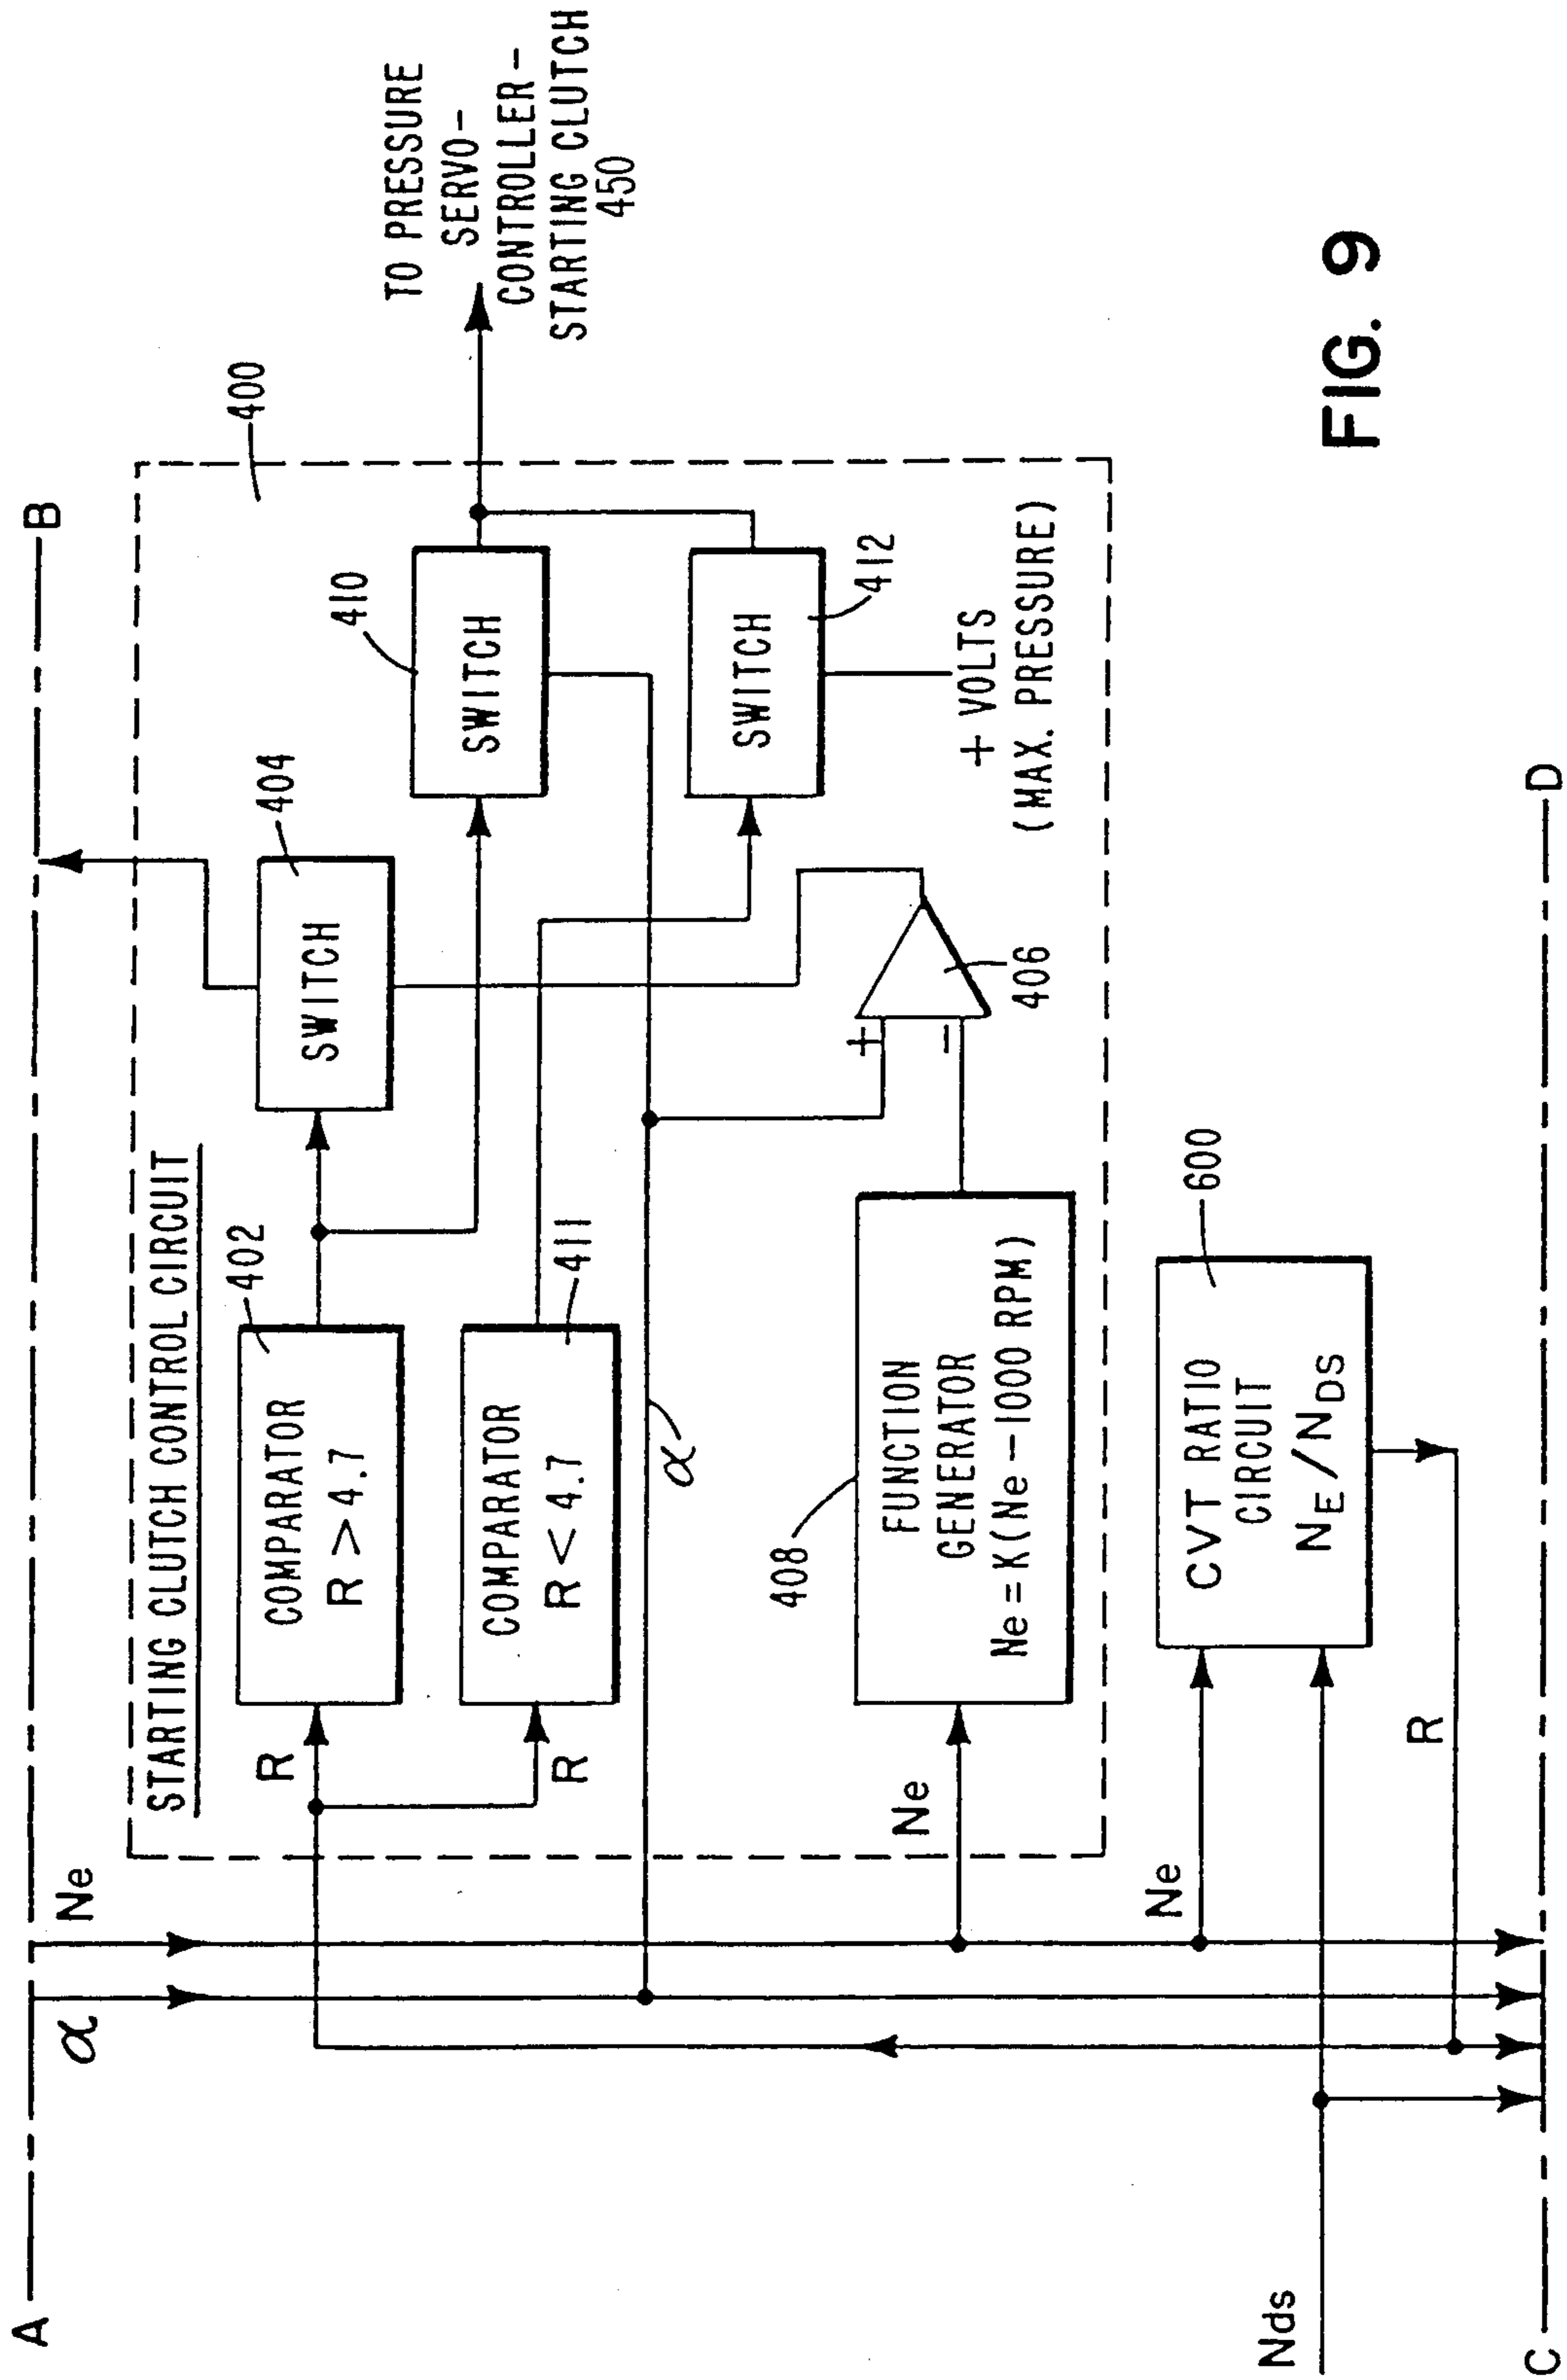 A
B
Ne
α
STARTING CLUTCH CONTROL CIRCUIT
400
R
COMPARATOR
R > 4.7
402
SWITCH
404
R
COMPARATOR
R < 4.7
411
SWITCH
410
TO PRESSURE
SERVO-
CONTROLLER-
STARTING CLUTCH
450
α
SWITCH
412
+ VOLTS
(MAX. PRESSURE)
+
−
406
Ne
408
FUNCTION
GENERATOR
Ne = K(Ne – 1000 RPM)
Ne
CVT RATIO
CIRCUIT
NE/NDS
600
R
Nds
C
D
FIG. 9